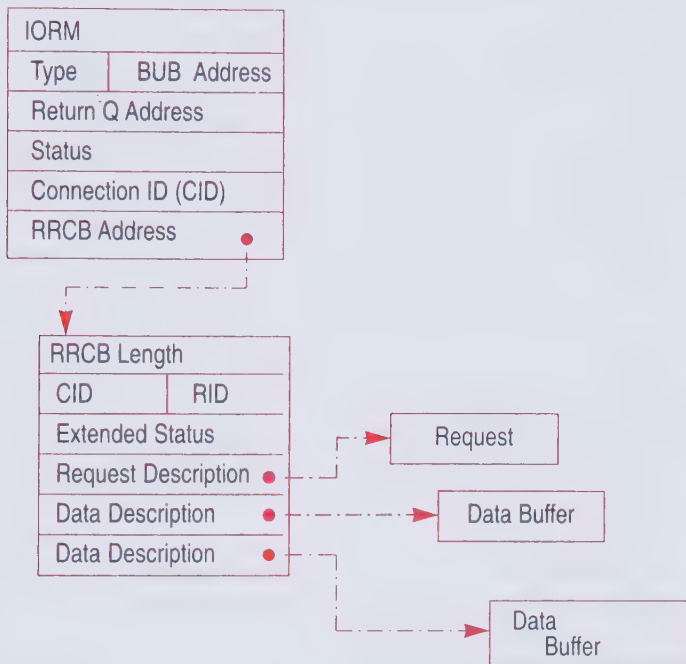 IORM
Type BUB Address
Return Q Address
Status
Connection ID (CID)
RRCB Address
RRCB Length
CID RID
Extended Status
Request Description
Request
Data Description
Data Buffer
Data Description
Data
Buffer